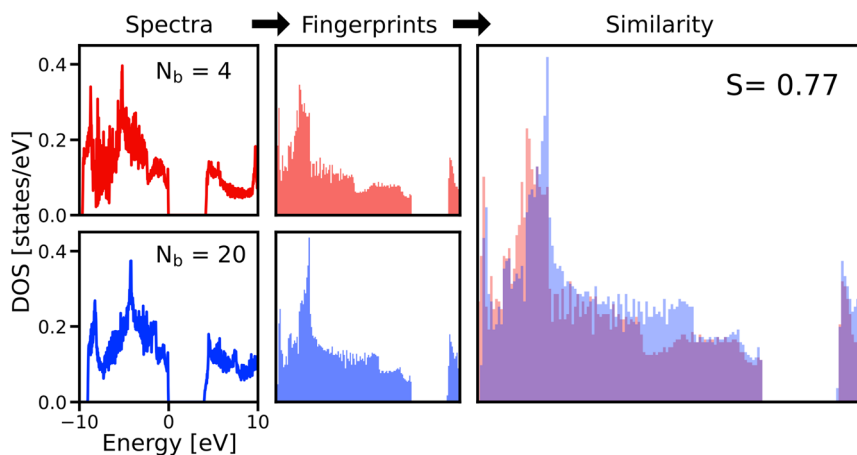 Spectra
Fingerprints
Similarity
DOS [states/eV]
0.4
0.2
0.0
N_b = 4
S= 0.77
0.4
0.2
0.0
N_b = 20
−10
0
10
Energy [eV]